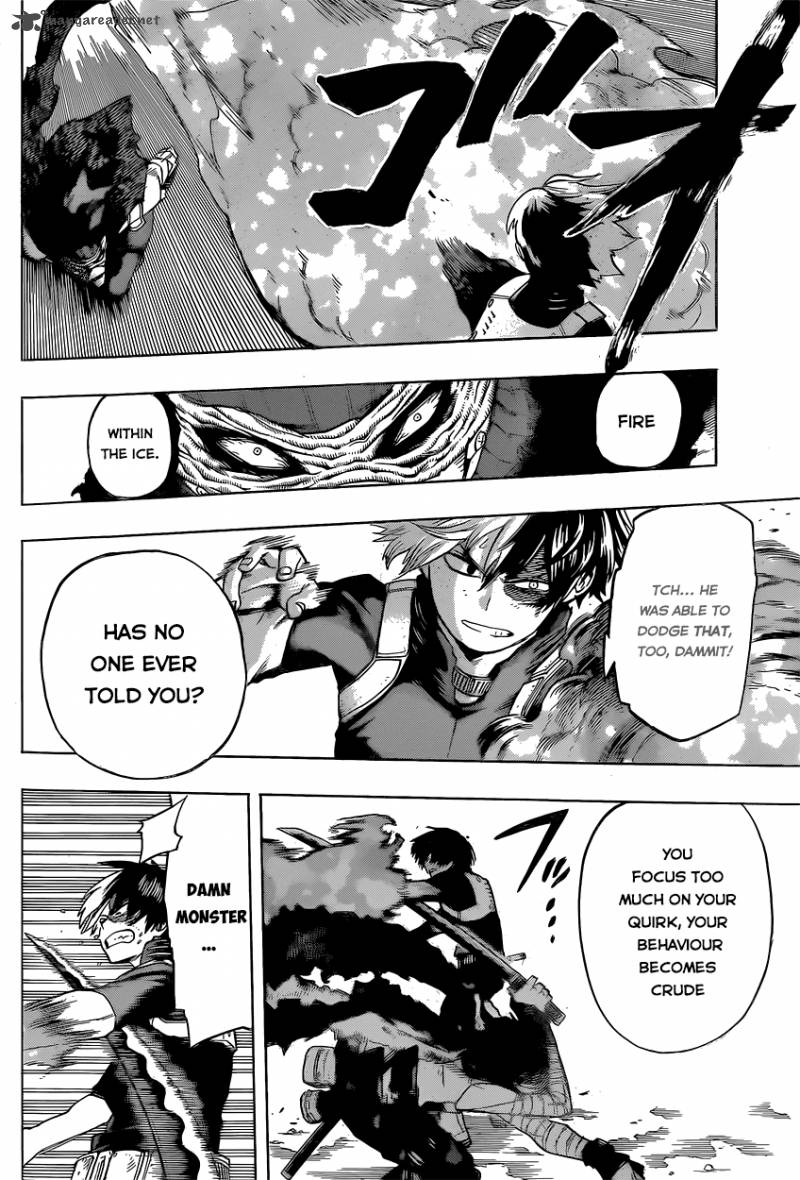 mangareader.net
ゴオ
FIRE
WITHIN
THE ICE.
TCH... HE
WAS ABLE TO
DODGE THAT,
TOO, DAMMIT!
HAS NO
ONE EVER
TOLD YOU?
YOU
FOCUS TOO
MUCH ON YOUR
QUIRK, YOUR
BEHAVIOUR
BECOMES
CRUDE
DAMN
MONSTER
...